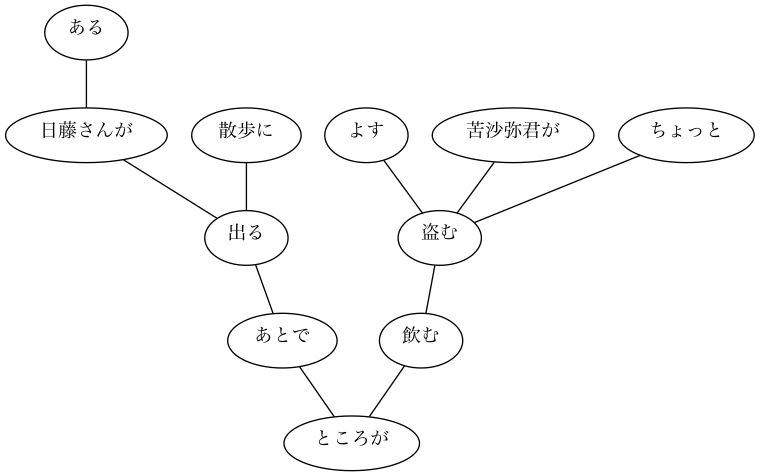 ある
日藤さんが
散歩に
よす
苦沙弥君が
ちょっと
出る
盗む
あとで
飲む
ところが